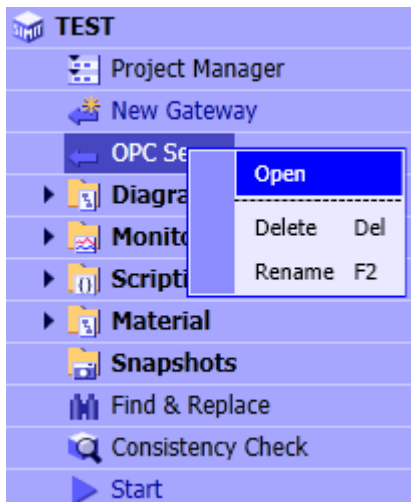 TEST
Project Manager
New Gateway
OPC Se
Open
Diagra
Delete Del
Monito
Rename F2
Scripti
Material
Snapshots
Find & Replace
Consistency Check
Start